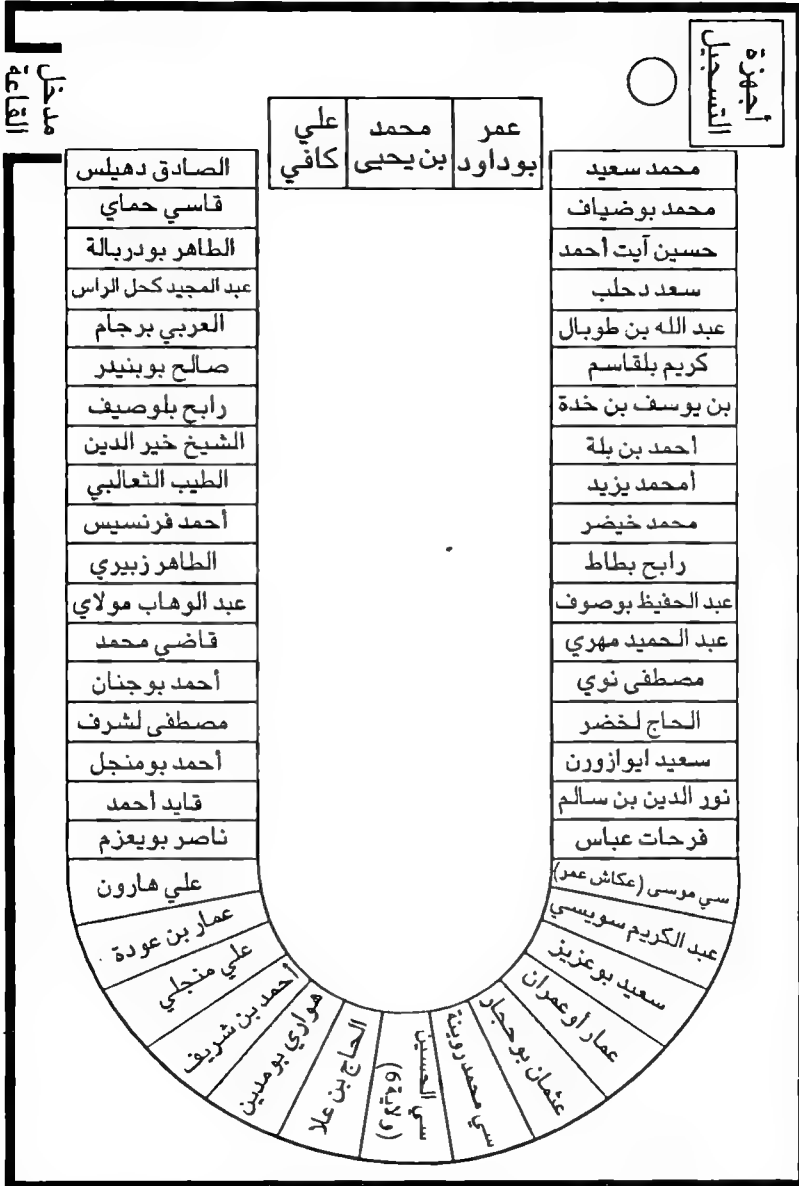 أجهزة
التسجيل
مدخل
القاعة
عمر
بوداود
محمد
بن يحيى
علي
كافي
محمد سعيد
محمد بوضياف
حسين آيت أحمد
سعد دحلب
عبد الله بن طوبال
كريم بلقاسم
بن يوسف بن خدة
أحمد بن بلة
أمحمد يزيد
محمد خيضر
رابح بطاط
عبد الحفيظ بوصوف
عبد الحميد مهري
مصطفى نوي
الحاج لخضر
سعيد ايوازورن
نور الدين بن سالم
فرحات عباس
سي موسى (عكاش عمر)
عبد الكريم سويسي
سعيد بوعزيز
عمار أوعمران
عثمان بوحجار
سي محمد روينة
سي الحسين
(ولاية 6)
الحاج بن علا
هواري بومدين
أحمد بن شريف
علي منجلي
عمار بن عودة
علي هارون
ناصر بويعزم
قايد أحمد
أحمد بومنجل
مصطفى لشرف
أحمد بوجنان
قاضي محمد
عبد الوهاب مولاي
الطاهر زبيري
أحمد فرنسيس
الطيب الثعالبي
الشيخ خير الدين
رابح بلوصيف
صالح بوبنيدر
العربي برجام
عبد المجيد كحل الراس
الطاهر بودربالة
قاسي حماي
الصادق دهيلس